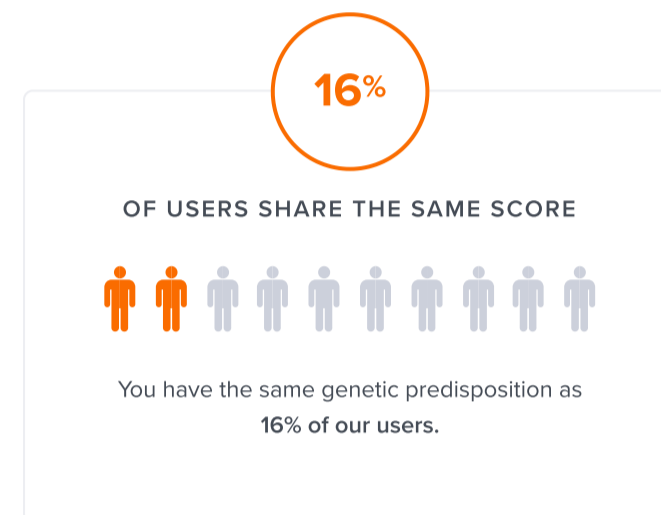 16%
OF USERS SHARE THE SAME SCORE
You have the same genetic predisposition as
16% of our users.